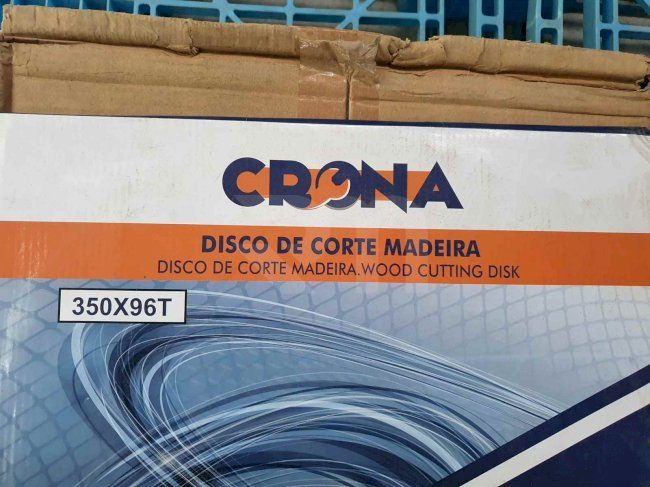 CRONA
DISCO DE CORTE MADEIRA
DISCO DE CORTE MADEIRA.WOOD CUTTING DISK
350X96T